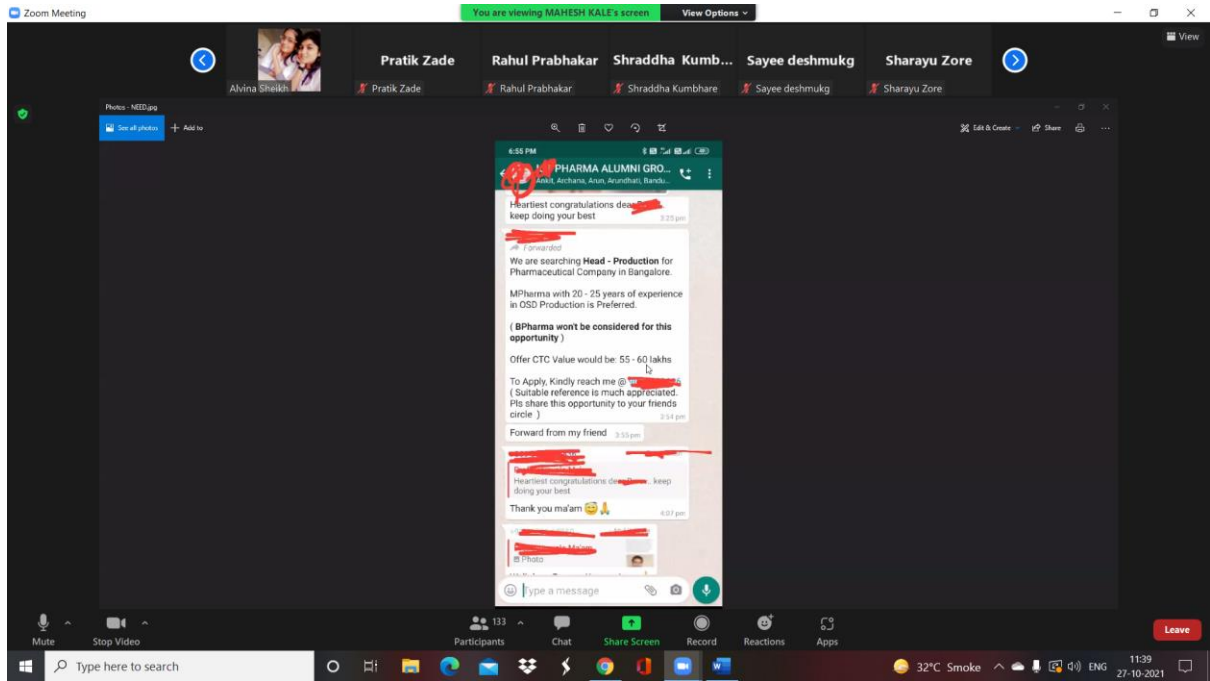 Zoom Meeting
You are viewing MAHESH KALE's screen View Options
View
Pratik Zade Rahul Prabhakar Shraddha Kumb... Sayee deshmukg Sharayu Zore
Alvina Sheikh Pratik Zade Rahul Prabhakar Shraddha Kumbhare Sayee deshmukg Sharayu Zore
Photos - NEED.jpg
See all photos Add to Edit & Create Share
6:55 PM
PHARMA ALUMNI GRO...
Ankit, Archana, Arun, Arundhati, Bandu...
Heartiest congratulations dear
keep doing your best 3:25 pm
Forwarded
We are searching Head - Production for
Pharmaceutical Company in Bangalore.
MPharma with 20 - 25 years of experience
in OSD Production is Preferred.
( BPharma won't be considered for this
opportunity )
Offer CTC Value would be: 55 - 60 lakhs
To Apply, Kindly reach me @
( Suitable reference is much appreciated.
Pls share this opportunity to your friends
circle ) 3:54 pm
Forward from my friend 3:55 pm
Heartiest congratulations keep
doing your best
Thank you ma'am 😇🙏 4:07 pm
Photo
Type a message
133
Mute Stop Video Participants Chat Share Screen Record Reactions Apps Leave
Type here to search 32°C Smoke ENG 11:39
27-10-2021